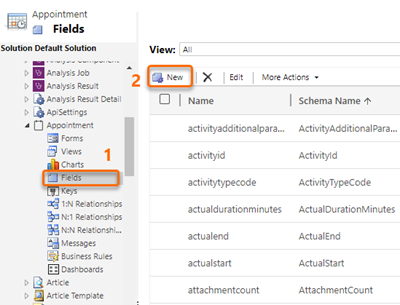 Appointment
Fields
Solution Default Solution
Analysis Component
Analysis Job
Analysis Result
Analysis Result Detail
ApiSettings
Appointment
Forms
Views
Charts
1
Fields
Keys
1:N Relationships
N:1 Relationships
N:N Relationshi...
Messages
Business Rules
Dashboards
Article
Article Template
View: All
2
New Edit More Actions
Name Schema Name
activityadditionalpara... ActivityAdditionalPara...
activityid ActivityId
activitytypecode ActivityTypeCode
actualdurationminutes ActualDurationMinutes
actualend ActualEnd
actualstart ActualStart
attachmentcount AttachmentCount